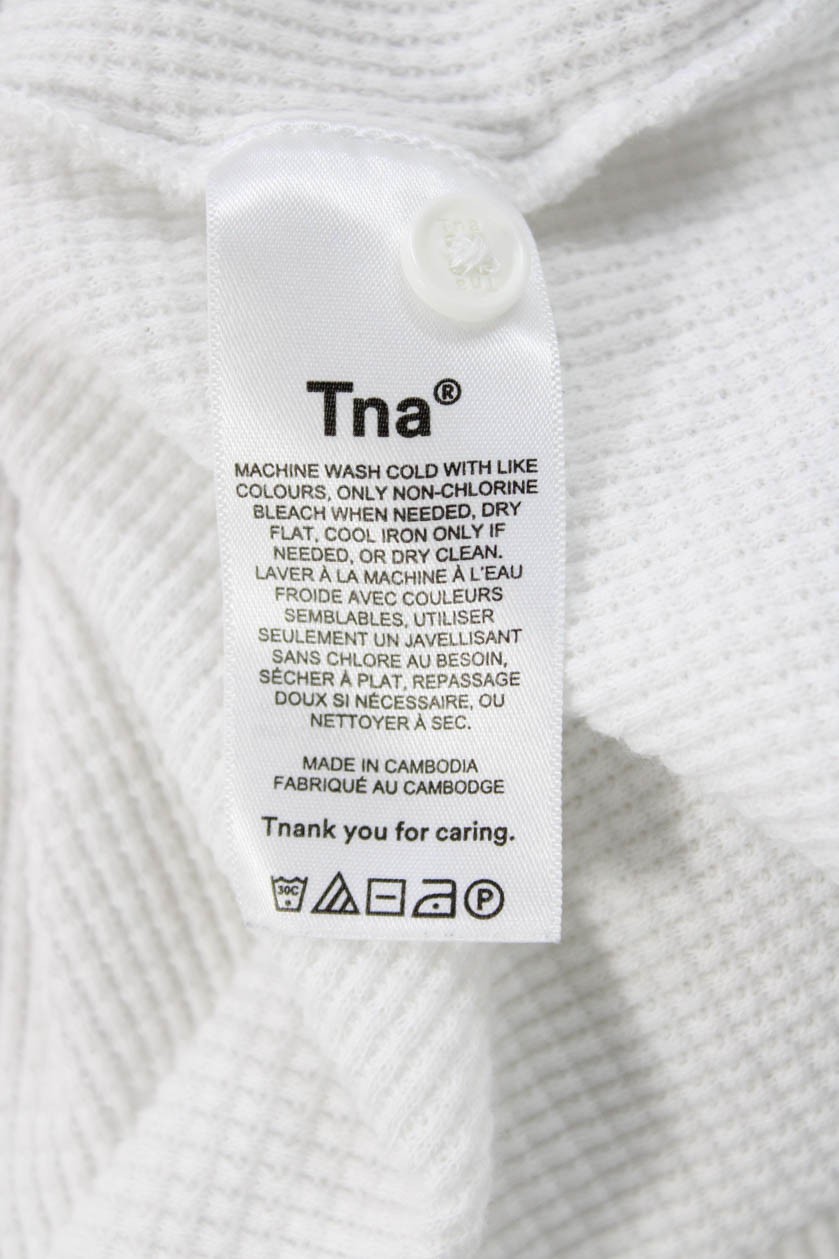 Tna
201
Tna®
MACHINE WASH COLD WITH LIKE
COLOURS, ONLY NON-CHLORINE
BLEACH WHEN NEEDED, DRY
FLAT, COOL IRON ONLY IF
NEEDED, OR DRY CLEAN.
LAVER À LA MACHINE À L'EAU
FROIDE AVEC COULEURS
SEMBLABLES, UTILISER
SEULEMENT UN JAVELLISANT
SANS CHLORE AU BESOIN,
SÉCHER À PLAT, REPASSAGE
DOUX SI NÉCESSAIRE, OU
NETTOYER À SEC.
MADE IN CAMBODIA
FABRIQUÉ AU CAMBODGE
Tnank you for caring.
30C P